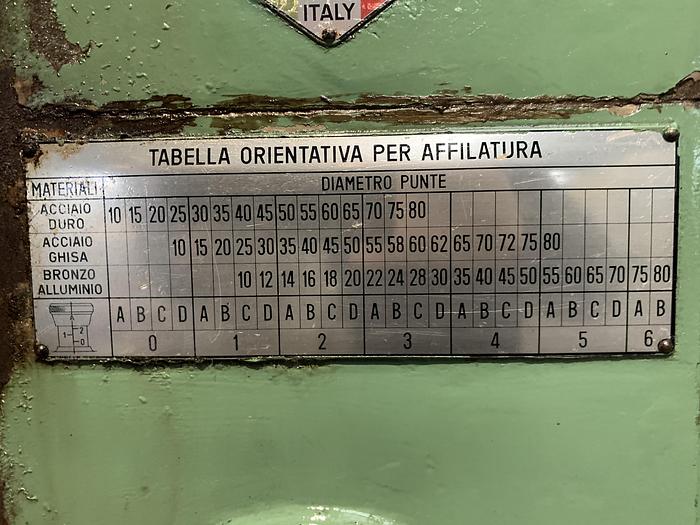 ITALY
TABELLA ORIENTATIVA PER AFFILATURA
MATERIALI DIAMETRO PUNTE
ACCIAIO DURO 10 15 20 25 30 35 40 45 50 55 60 65 70 75 80
ACCIAIO GHISA 10 15 20 25 30 35 40 45 50 55 58 60 62 65 70 72 75 80
BRONZO ALLUMINIO 10 12 14 16 18 20 22 24 28 30 35 40 45 50 55 60 65 70 75 80
A B C D A B C D A B C D A B C D A B C D A B C D A B
1 2 0
0 1 2 3 4 5 6